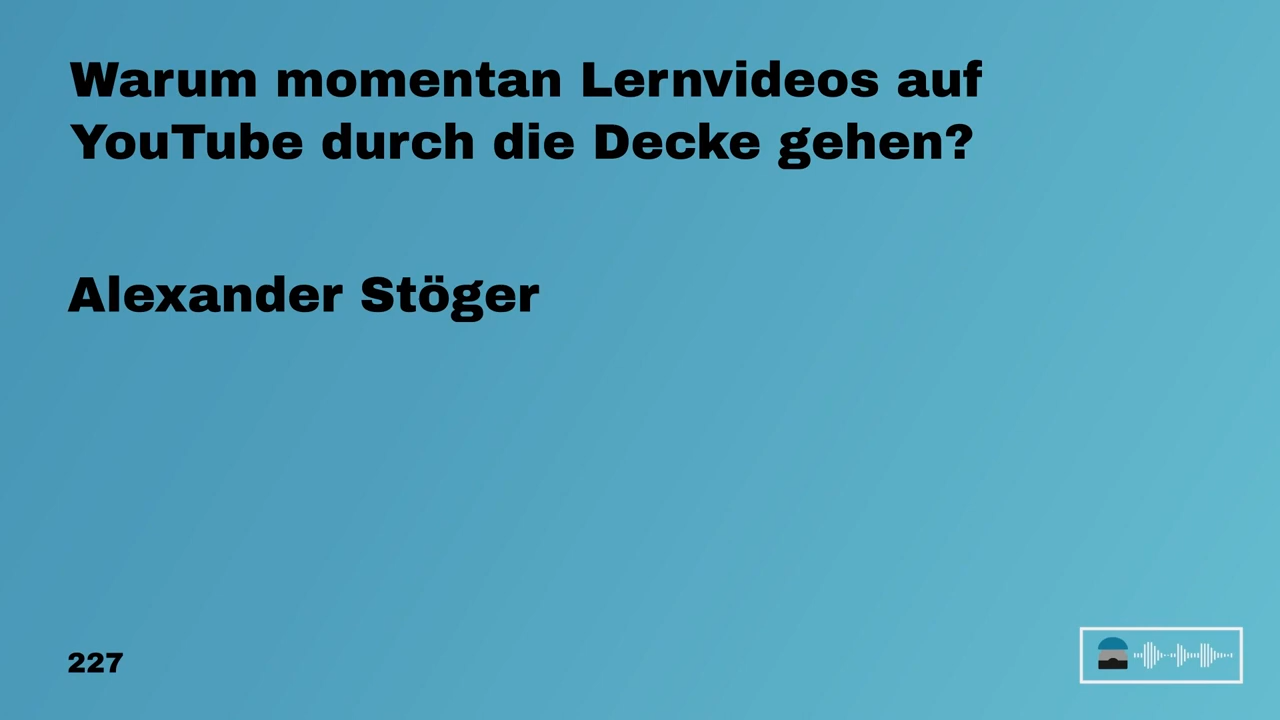 Warum momentan Lernvideos auf
YouTube durch die Decke gehen?
Alexander Stöger
227